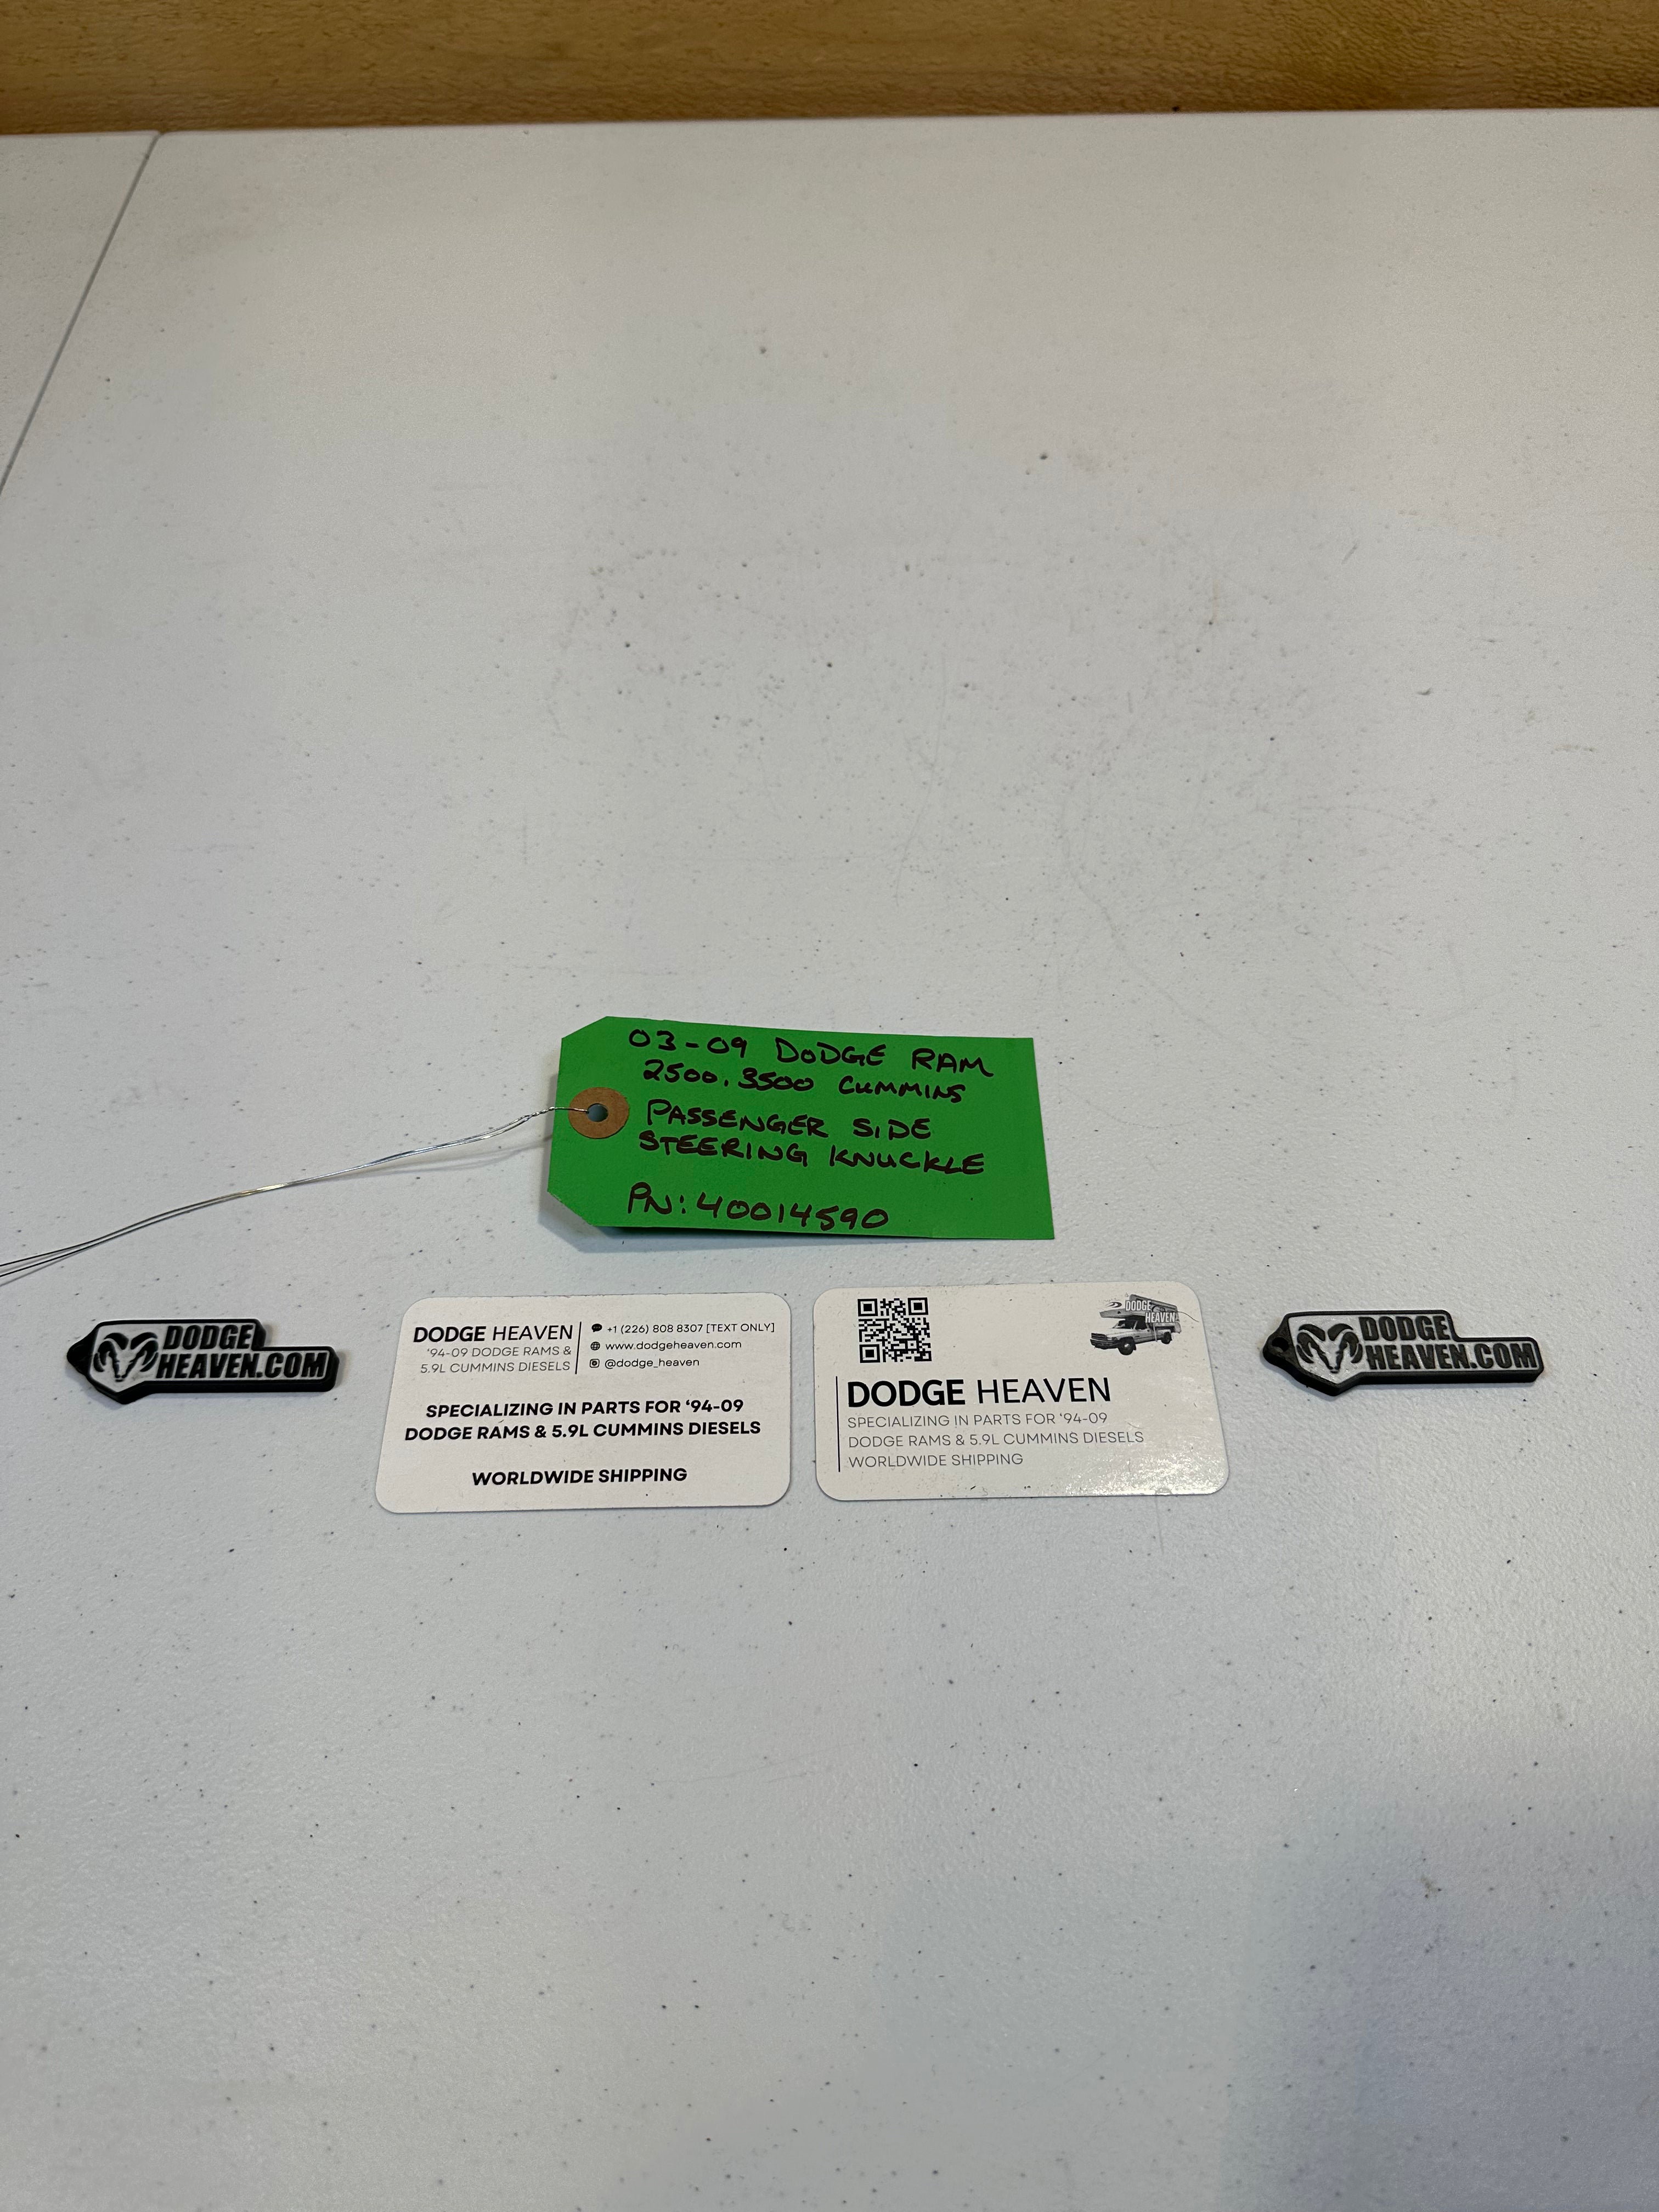 03-09 DODGE RAM
2500, 3500 CUMMINS
PASSENGER SIDE
STEERING KNUCKLE
PN: 40014590
DODGE
HEAVEN.COM
DODGE HEAVEN
'94-09 DODGE RAMS &
5.9L CUMMINS DIESELS
+1 (226) 808 8307 [TEXT ONLY]
www.dodgeheaven.com
@dodge_heaven
SPECIALIZING IN PARTS FOR '94-09
DODGE RAMS & 5.9L CUMMINS DIESELS
WORLDWIDE SHIPPING
DODGE
HEAVEN
DODGE HEAVEN
SPECIALIZING IN PARTS FOR '94-09
DODGE RAMS & 5.9L CUMMINS DIESELS
WORLDWIDE SHIPPING
DODGE
HEAVEN.COM